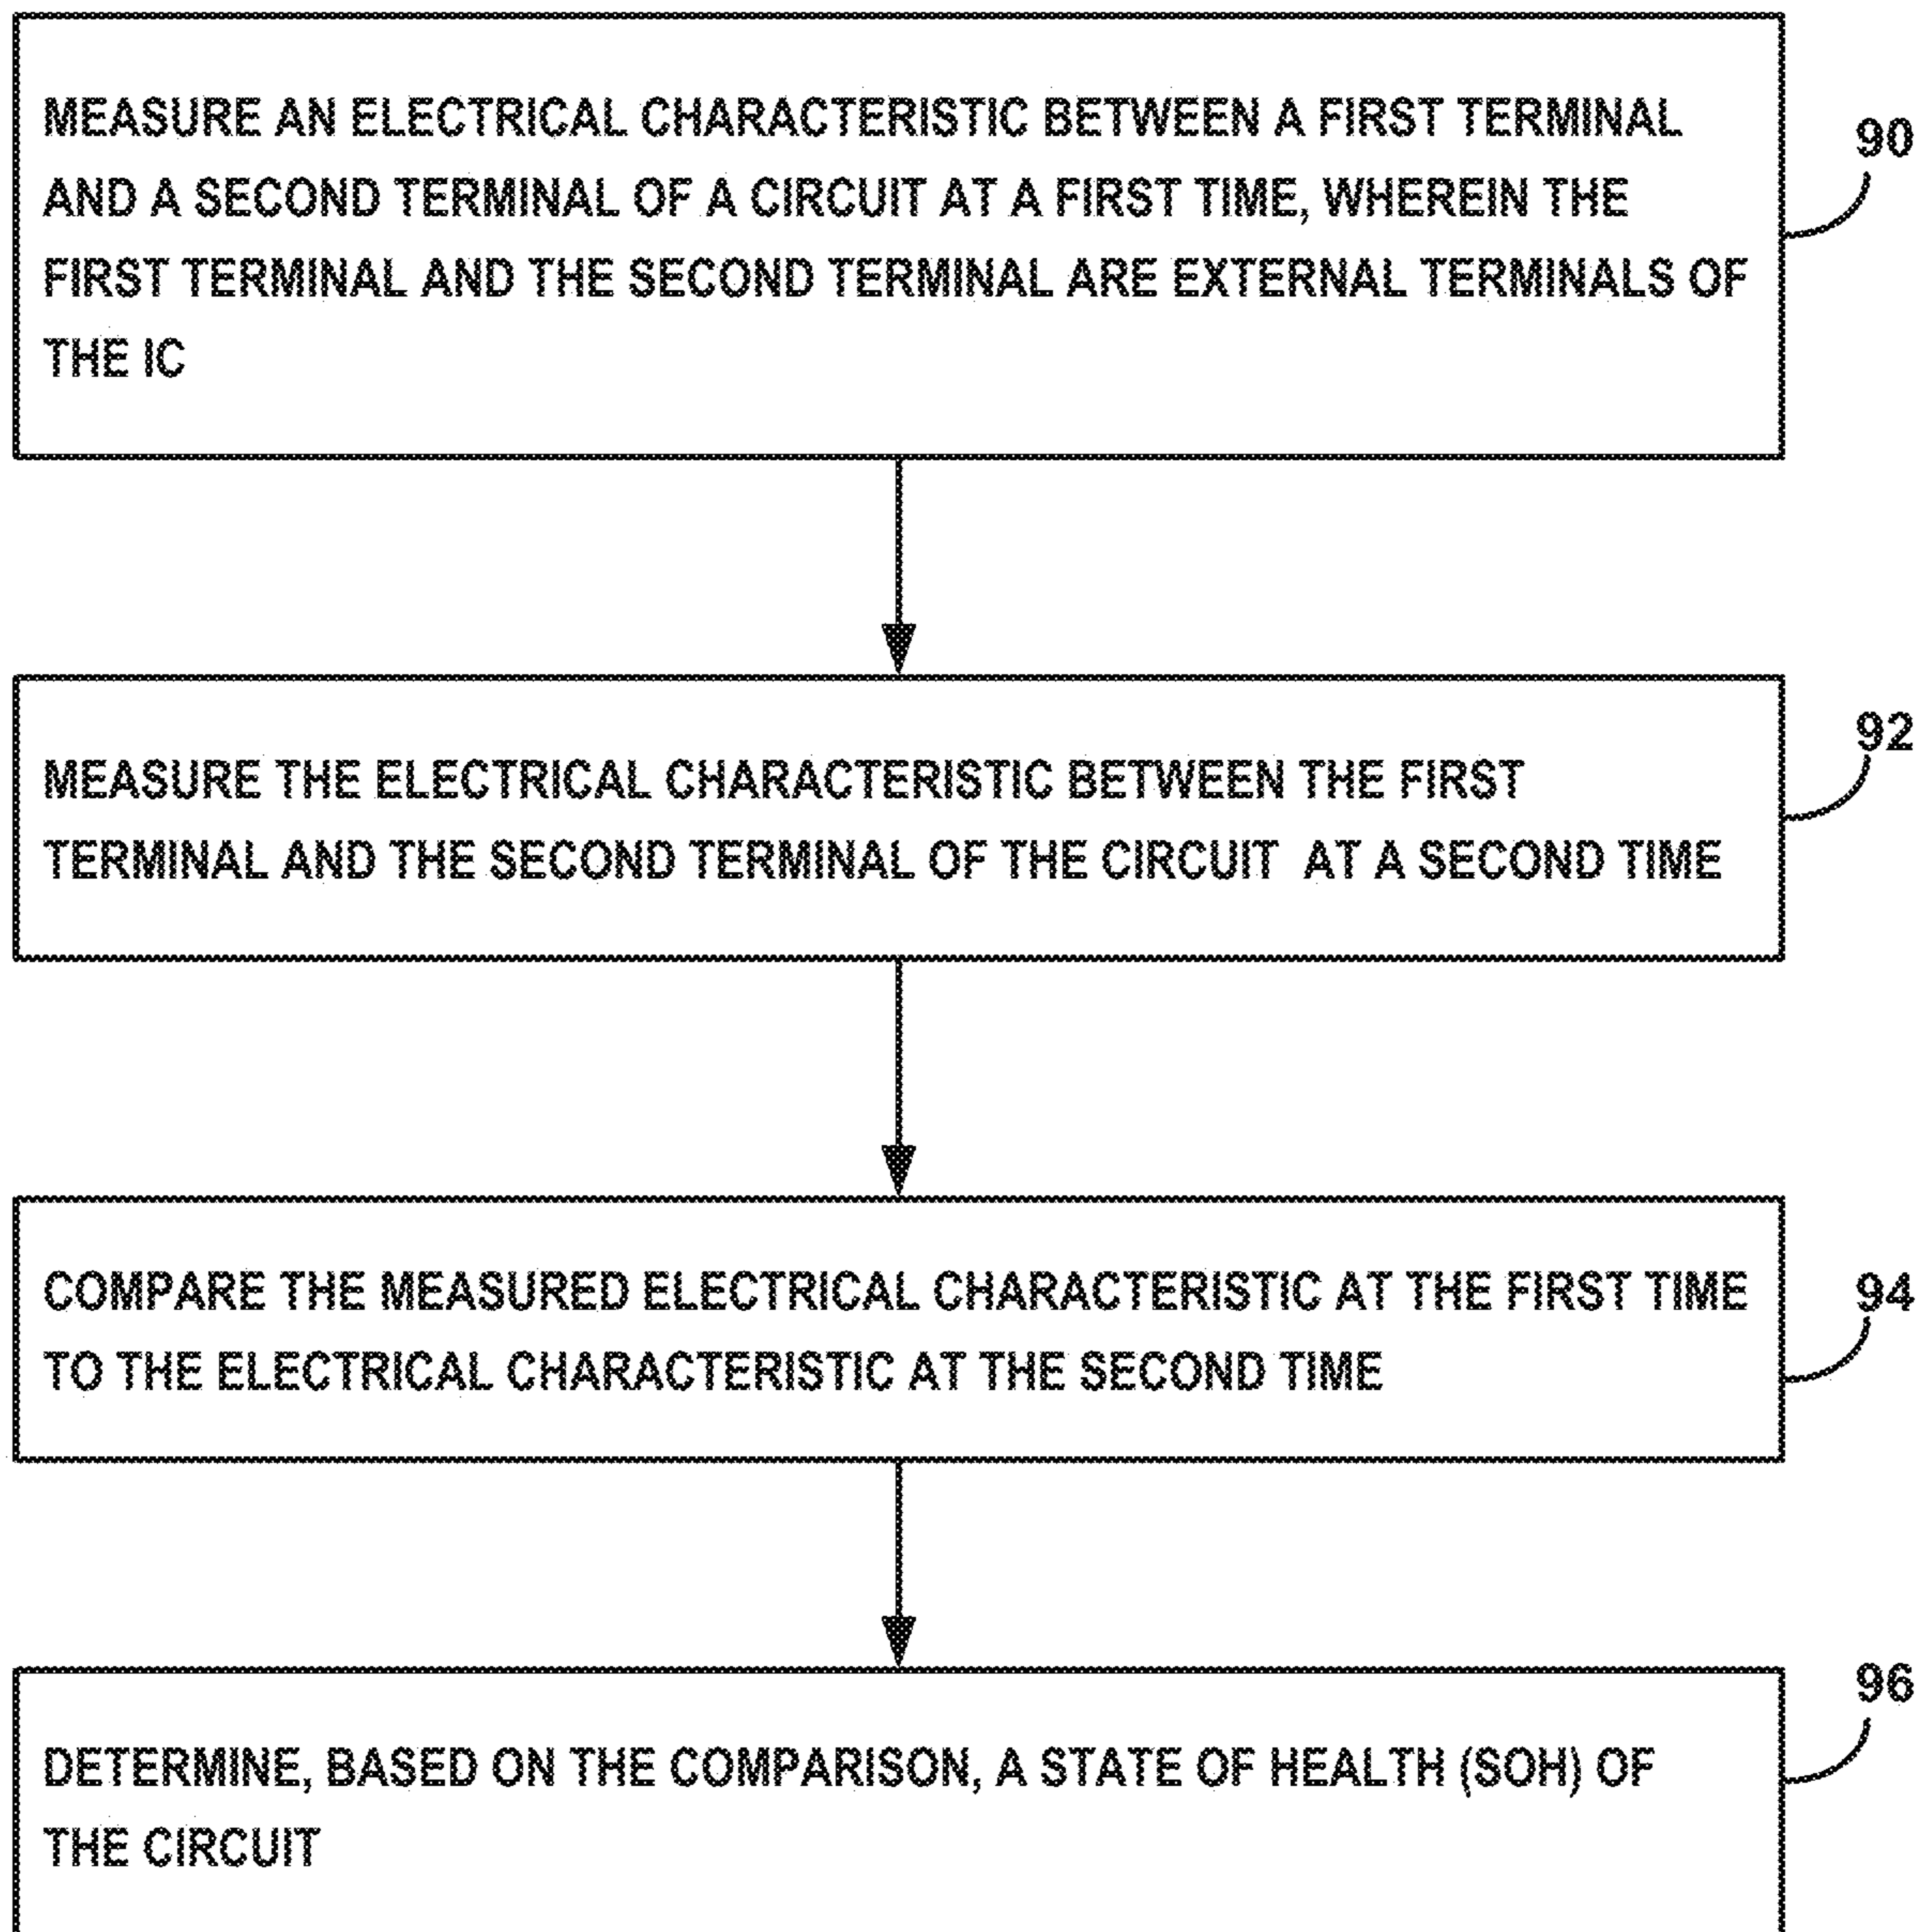 MEASURE AN ELECTRICAL CHARACTERISTIC BETWEEN A FIRST TERMINAL
AND A SECOND TERMINAL OF A CIRCUIT AT A FIRST TIME, WHEREIN THE
FIRST TERMINAL AND THE SECOND TERMINAL ARE EXTERNAL TERMINALS OF
THE IC
90
MEASURE THE ELECTRICAL CHARACTERISTIC BETWEEN THE FIRST
TERMINAL AND THE SECOND TERMINAL OF THE CIRCUIT AT A SECOND TIME
92
COMPARE THE MEASURED ELECTRICAL CHARACTERISTIC AT THE FIRST TIME
TO THE ELECTRICAL CHARACTERISTIC AT THE SECOND TIME
94
DETERMINE, BASED ON THE COMPARISON, A STATE OF HEALTH (SOH) OF
THE CIRCUIT
96